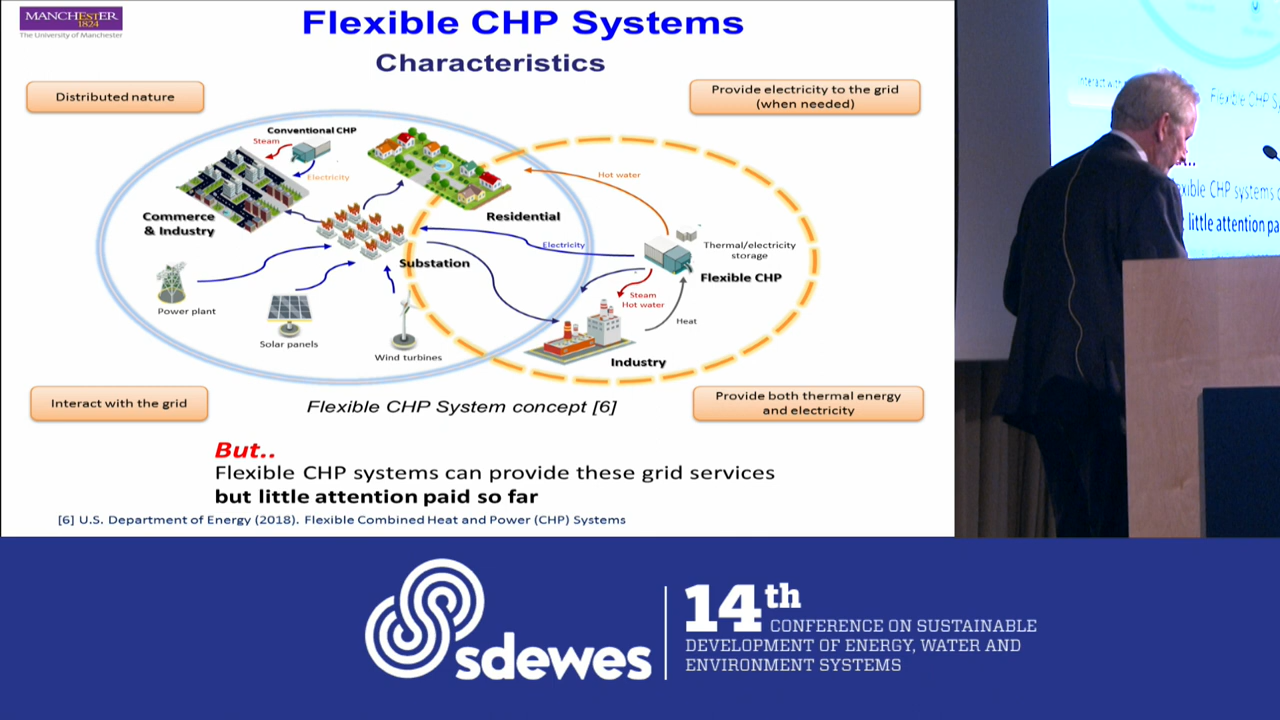 MANCHESTER
1824
The University of Manchester
Flexible CHP Systems
Characteristics
Distributed nature
Provide electricity to the grid
(when needed)
Conventional CHP
Steam
Electricity
Hot water
Commerce
& Industry
Residential
Electricity
Thermal/electricity
storage
Substation
Flexible CHP
Steam
Hot water
Power plant
Heat
Solar panels
Wind turbines
Industry
Interact with the grid
Provide both thermal energy
and electricity
Flexible CHP System concept [6]
But..
Flexible CHP systems can provide these grid services
but little attention paid so far
[6] U.S. Department of Energy (2018). Flexible Combined Heat and Power (CHP) Systems
Interact with
Flexible CHP S
..
exible CHP systems
little attention pa
sdewes
14th
CONFERENCE ON SUSTAINABLE
DEVELOPMENT OF ENERGY, WATER AND
ENVIRONMENT SYSTEMS